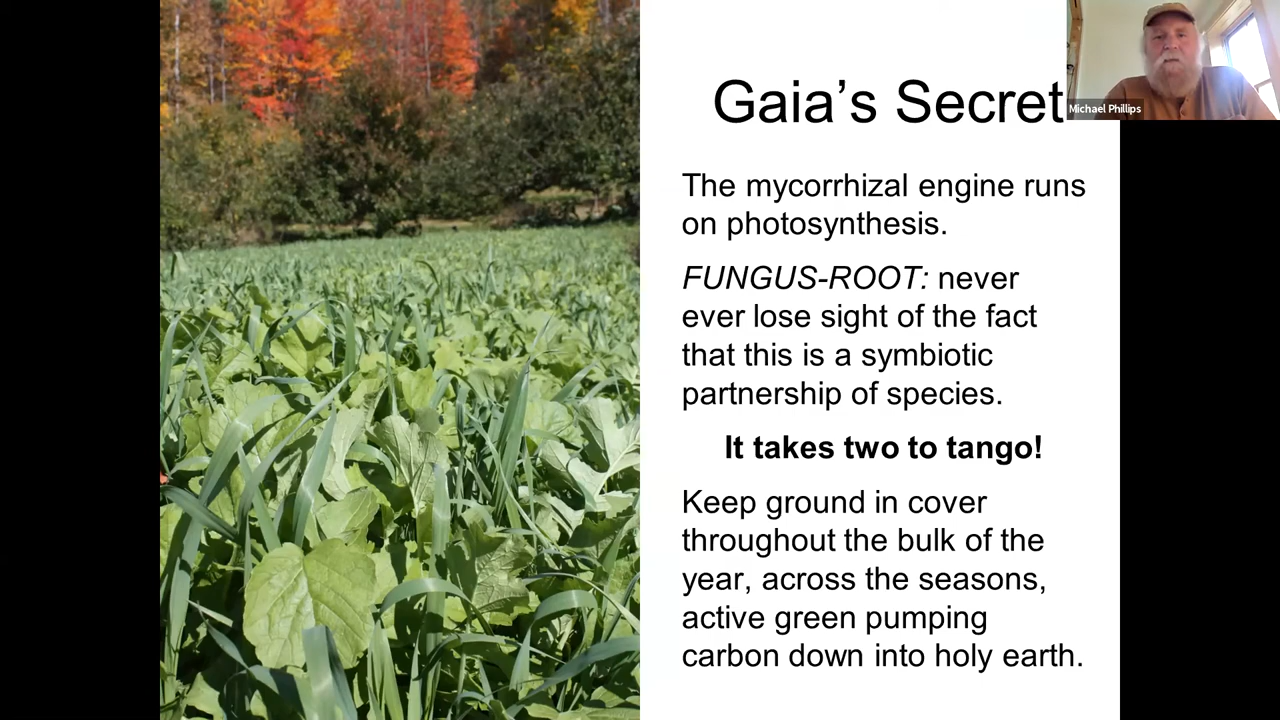 Gaia’s Secret
Michael Phillips
The mycorrhizal engine runs
on photosynthesis.
FUNGUS-ROOT: never
ever lose sight of the fact
that this is a symbiotic
partnership of species.
It takes two to tango!
Keep ground in cover
throughout the bulk of the
year, across the seasons,
active green pumping
carbon down into holy earth.